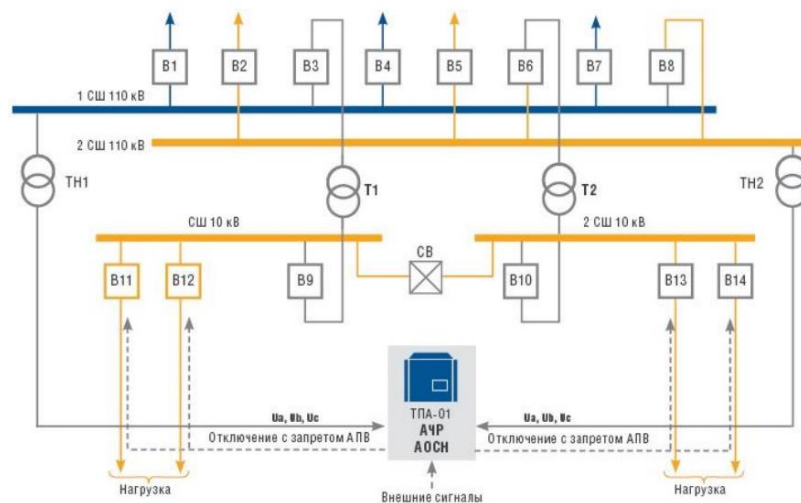 В1 В2 В3 В4 В5 В6 В7 В8
1 СШ 110 кВ
2 СШ 110 кВ
ТН1 Т1 Т2 ТН2
СШ 10 кВ 2 СШ 10 кВ
СВ
В11 В12 В9 В10 В13 В14
Ua, Ub, Uc ТПА-01 Ua, Ub, Uc
АЧР
Отключение с запретом АПВ АОСН Отключение с запретом АПВ
Нагрузка Внешние сигналы Нагрузка